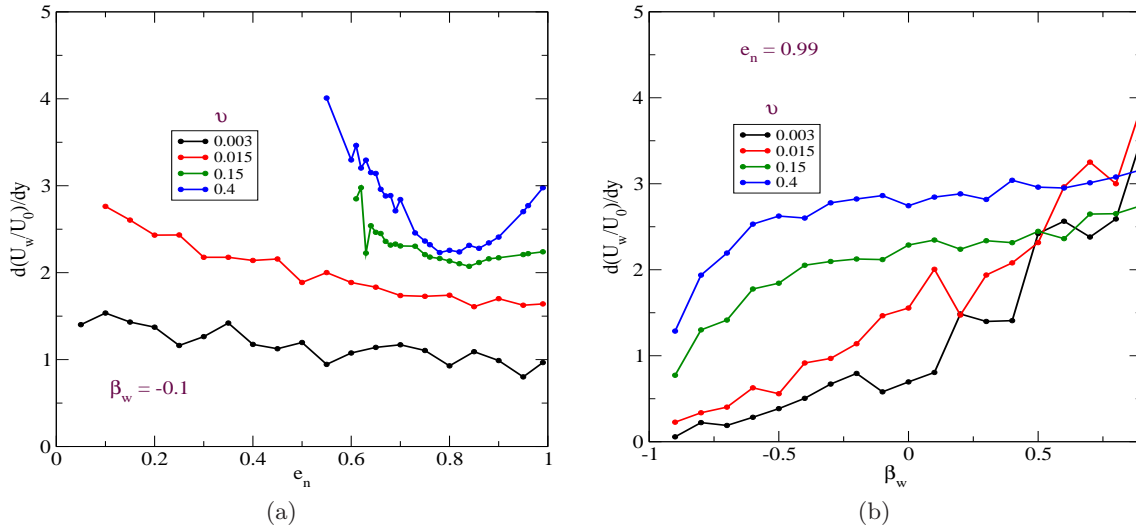 5
4
3
2
1
0
d(U_w/U_0)/dy
υ
0.003
0.015
0.15
0.4
β_w = -0.1
0 0.2 0.4 0.6 0.8 1
e_n
(a)
5
4
3
2
1
0
d(U_w/U_0)/dy
e_n = 0.99
υ
0.003
0.015
0.15
0.4
-1 -0.5 0 0.5
β_w
(b)